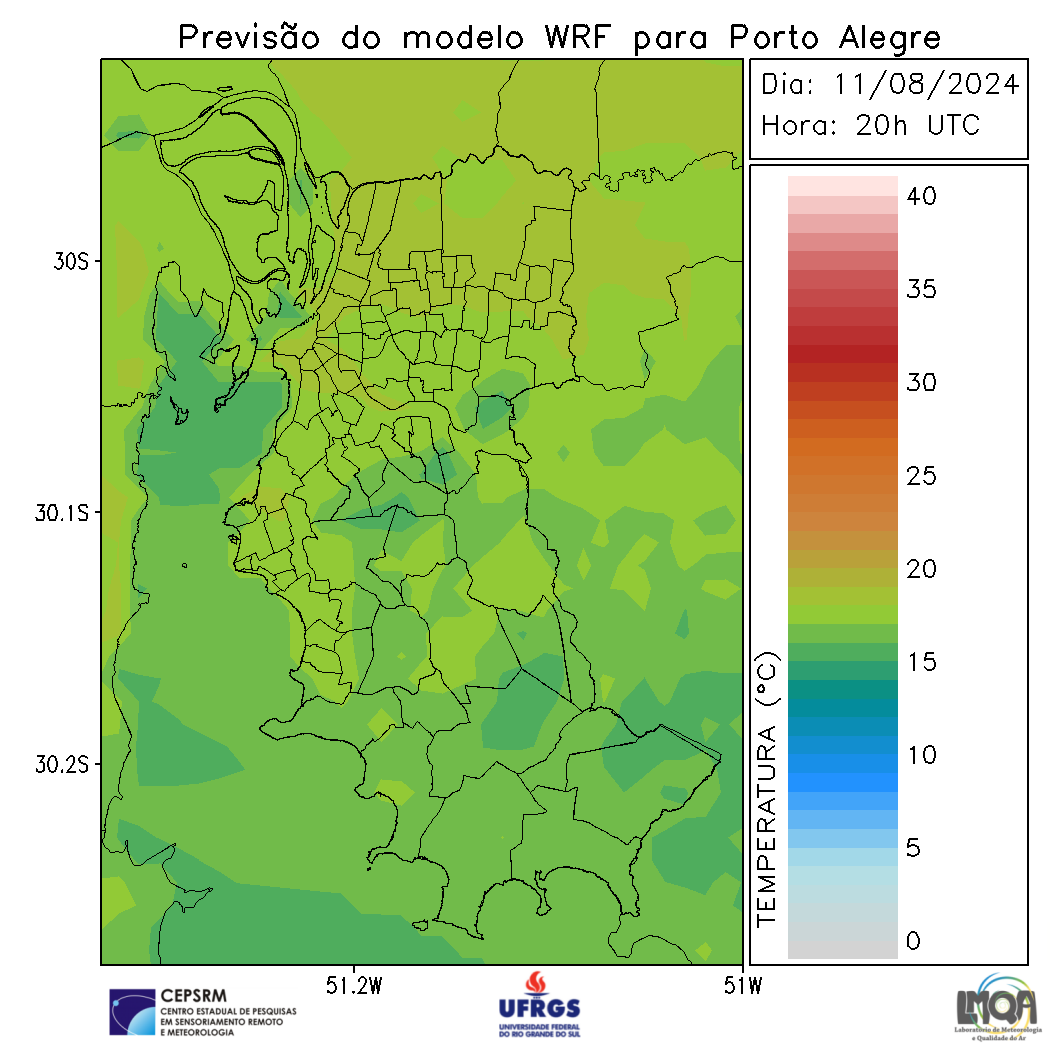 Previsão do modelo WRF para Porto Alegre
Dia: 11/08/2024
Hora: 20h UTC
30S
30.1S
30.2S
51.2W
51W
TEMPERATURA (°C)
40
35
30
25
20
15
10
5
0
CEPSRM
CENTRO ESTADUAL DE PESQUISAS
EM SENSORIAMENTO REMOTO
E METEOROLOGIA
UFRGS
UNIVERSIDADE FEDERAL
DO RIO GRANDE DO SUL
LMQA
Laboratório de Meteorologia
e Qualidade do Ar